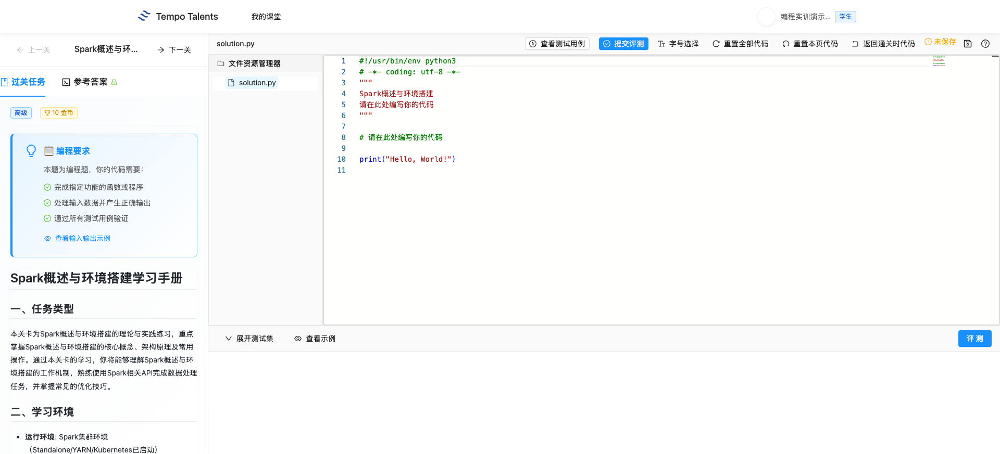 Tempo Talents
我的课堂
编程实训演示...
学生
上一关
Spark概述与环...
下一关
solution.py
查看测试用例
提交评测
字号选择
重置全部代码
重置本页代码
返回通关时代码
未保存
过关任务
参考答案
文件资源管理器
solution.py
高级
10 金币
📋 编程要求
本题为编程题，你的代码需要：
完成指定功能的函数或程序
处理输入数据并产生正确输出
通过所有测试用例验证
查看输入输出示例
Spark概述与环境搭建学习手册
一、任务类型
本关卡为Spark概述与环境搭建的理论与实践练习，重点
掌握Spark概述与环境搭建的核心概念、架构原理及常用
操作。通过本关卡的学习，你将能够理解Spark概述与环
境搭建的工作机制，熟练使用Spark相关API完成数据处理
任务，并掌握常见的优化技巧。
二、学习环境
• 运行环境: Spark集群环境
（Standalone/YARN/Kubernetes已启动）
1 #!/usr/bin/env python3
2 # -*- coding: utf-8 -*-
3 """
4 Spark概述与环境搭建
5 请在此处编写你的代码
6 """
7
8 # 请在此处编写你的代码
9
10 print("Hello, World!")
11
展开测试集
查看示例
评 测